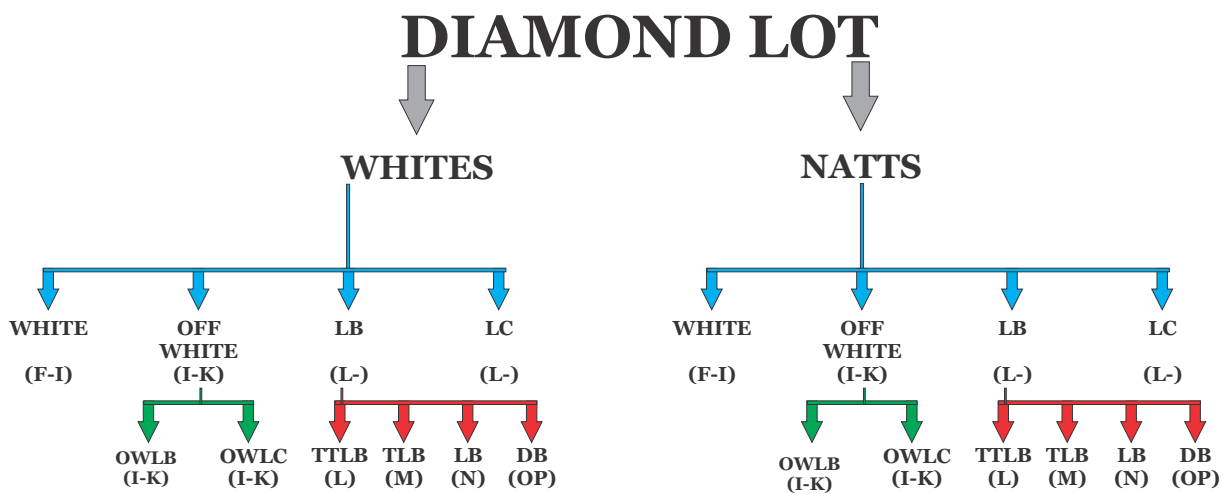 DIAMOND LOT
WHITES
NATTS
WHITE
(F-I)
OFF
WHITE
(I-K)
LB
(L-)
LC
(L-)
OWLB
(I-K)
OWLC
(I-K)
TTLB
(L)
TLB
(M)
LB
(N)
DB
(OP)
WHITE
(F-I)
OFF
WHITE
(I-K)
LB
(L-)
LC
(L-)
OWLB
(I-K)
OWLC
(I-K)
TTLB
(L)
TLB
(M)
LB
(N)
DB
(OP)